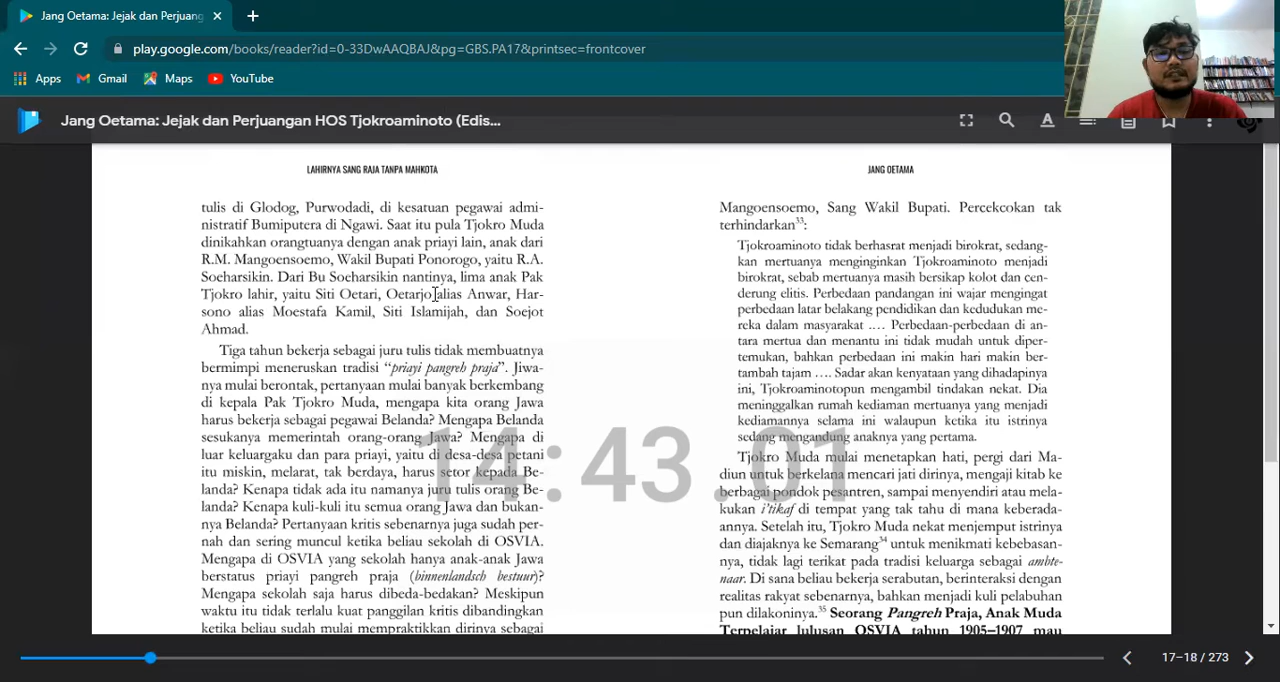 Jang Oetama: Jejak dan Perjuang
play.google.com/books/reader?id=0-33DwAAQBAJ&pg=GBS.PA17&printsec=frontcover
Apps Gmail Maps YouTube
Jang Oetama: Jejak dan Perjuangan HOS Tjokroaminoto (Edis...
LAHIRNYA SANG RAJA TANPA MAHKOTA
tulis di Glodog, Purwodadi, di kesatuan pegawai admi-
nistratif Bumiputera di Ngawi. Saat itu pula Tjokro Muda
dinikahkan orangtuanya dengan anak priayi lain, anak dari
R.M. Mangoensoemo, Wakil Bupati Ponorogo, yaitu R.A.
Soeharsikin. Dari Bu Soeharsikin nantinya, lima anak Pak
Tjokro lahir, yaitu Siti Oetari, Oetarjo alias Anwar, Har-
sono alias Moestafa Kamil, Siti Islamijah, dan Soejot
Ahmad.
Tiga tahun bekerja sebagai juru tulis tidak membuatnya
bermimpi meneruskan tradisi “priayi pangreh praja”. Jiwa-
nya mulai berontak, pertanyaan mulai banyak berkembang
di kepala Pak Tjokro Muda, mengapa kita orang Jawa
harus bekerja sebagai pegawai Belanda? Mengapa Belanda
sesukanya memerintah orang-orang Jawa? Mengapa di
luar keluargaku dan para priayi, yaitu di desa-desa petani
itu miskin, melarat, tak berdaya, harus setor kepada Be-
landa? Kenapa tidak ada itu namanya juru tulis orang Be-
landa? Kenapa kuli-kuli itu semua orang Jawa dan bukan-
nya Belanda? Pertanyaan kritis sebenarnya juga sudah per-
nah dan sering muncul ketika beliau sekolah di OSVIA.
Mengapa di OSVIA yang sekolah hanya anak-anak Jawa
berstatus priayi pangreh praja (binnenlandsch bestuur)?
Mengapa sekolah saja harus dibeda-bedakan? Meskipun
waktu itu tidak terlalu kuat panggilan kritis dibandingkan
ketika beliau sudah mulai mempraktikkan dirinya sebagai
JANG OETAMA
Mangoensoemo, Sang Wakil Bupati. Percekcokan tak
terhindarkan33:
Tjokroaminoto tidak berhasrat menjadi birokrat, sedang-
kan mertuanya menginginkan Tjokroaminoto menjadi
birokrat, sebab mertuanya masih bersikap kolot dan cen-
derung elitis. Perbedaan pandangan ini wajar mengingat
perbedaan latar belakang pendidikan dan kedudukan me-
reka dalam masyarakat .... Perbedaan-perbedaan di an-
tara mertua dan menantu ini tidak mudah untuk diper-
temukan, bahkan perbedaan ini makin hari makin ber-
tambah tajam .... Sadar akan kenyataan yang dihadapinya
ini, Tjokroaminotopun mengambil tindakan nekat. Dia
meninggalkan rumah kediaman mertuanya yang menjadi
kediamannya selama ini walaupun ketika itu istrinya
sedang mengandung anaknya yang pertama.
Tjokro Muda mulai menetapkan hati, pergi dari Ma-
diun untuk berkelana mencari jati dirinya, mengaji kitab ke
berbagai pondok pesantren, sampai menyendiri atau mela-
kukan i’tikaf di tempat yang tak tahu di mana keberada-
annya. Setelah itu, Tjokro Muda nekat menjemput istrinya
dan diajaknya ke Semarang34 untuk menikmati kebebasan-
nya, tidak lagi terikat pada tradisi keluarga sebagai ambte-
naar. Di sana beliau bekerja serabutan, berinteraksi dengan
realitas rakyat sebenarnya, bahkan menjadi kuli pelabuhan
pun dilakoninya.35 Seorang Pangreh Praja, Anak Muda
Terpelajar lulusan OSVIA tahun 1905–1907 mau
14:43.01
17-18 / 273